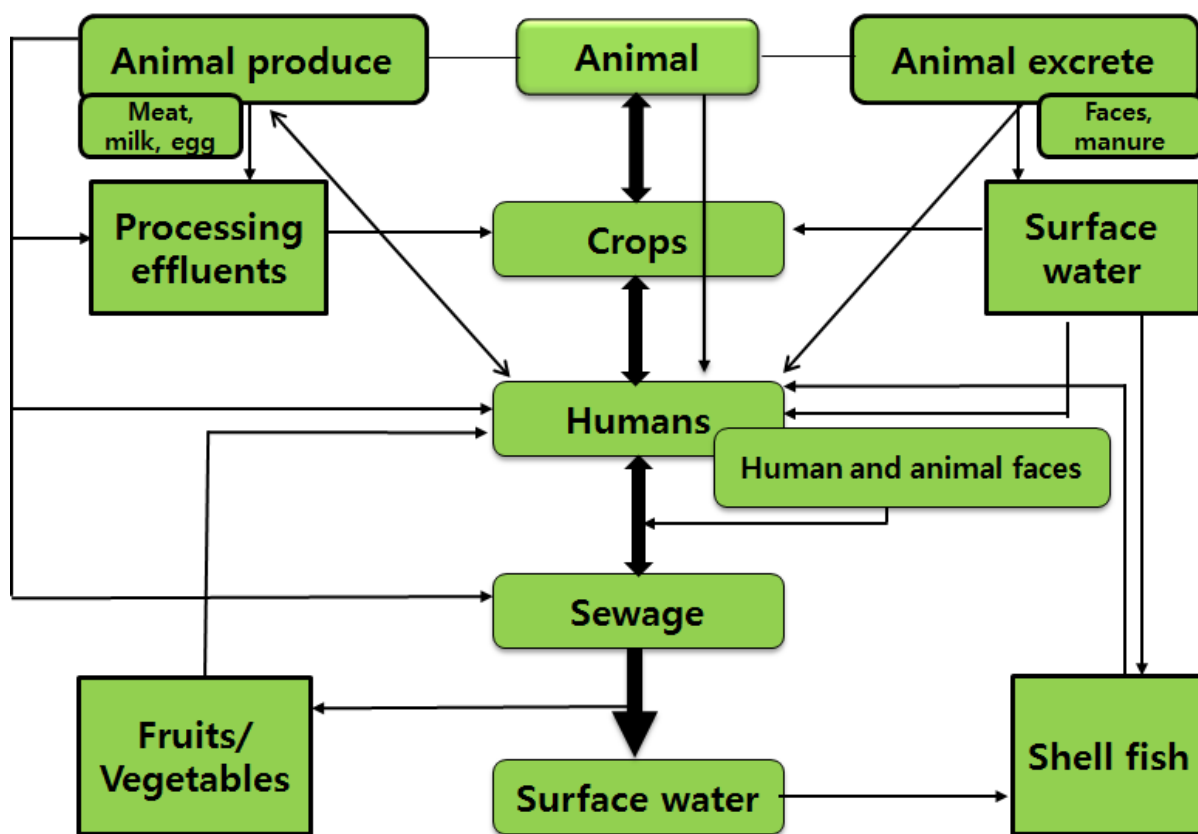 Animal produce
Animal
Animal excrete
Meat,
milk, egg
Faces,
manure
Processing
effluents
Crops
Surface
water
Humans
Human and animal faces
Sewage
Fruits/
Vegetables
Surface water
Shell fish